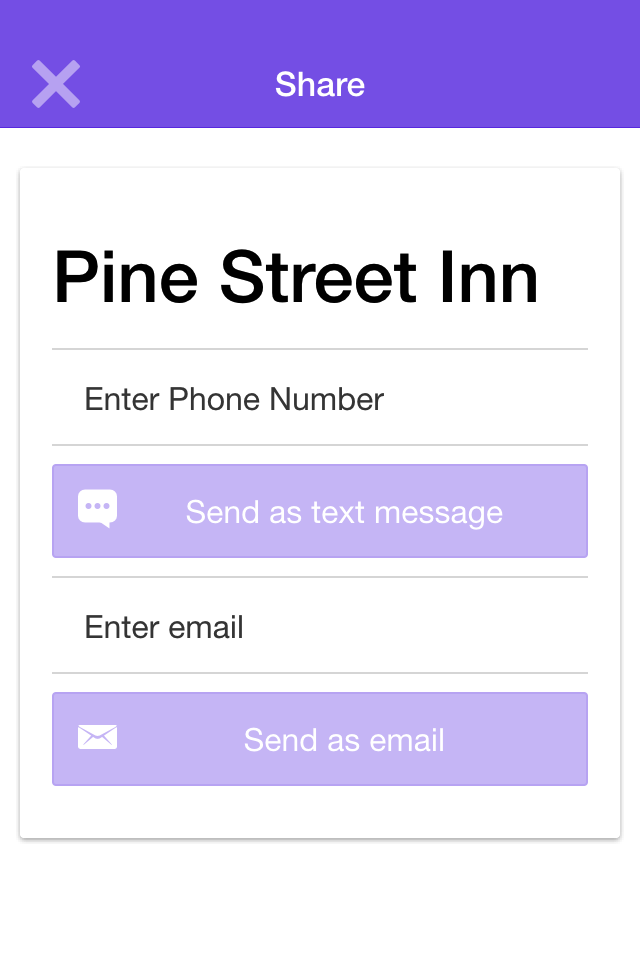 Share
Pine Street Inn
Enter Phone Number
Send as text message
Enter email
Send as email